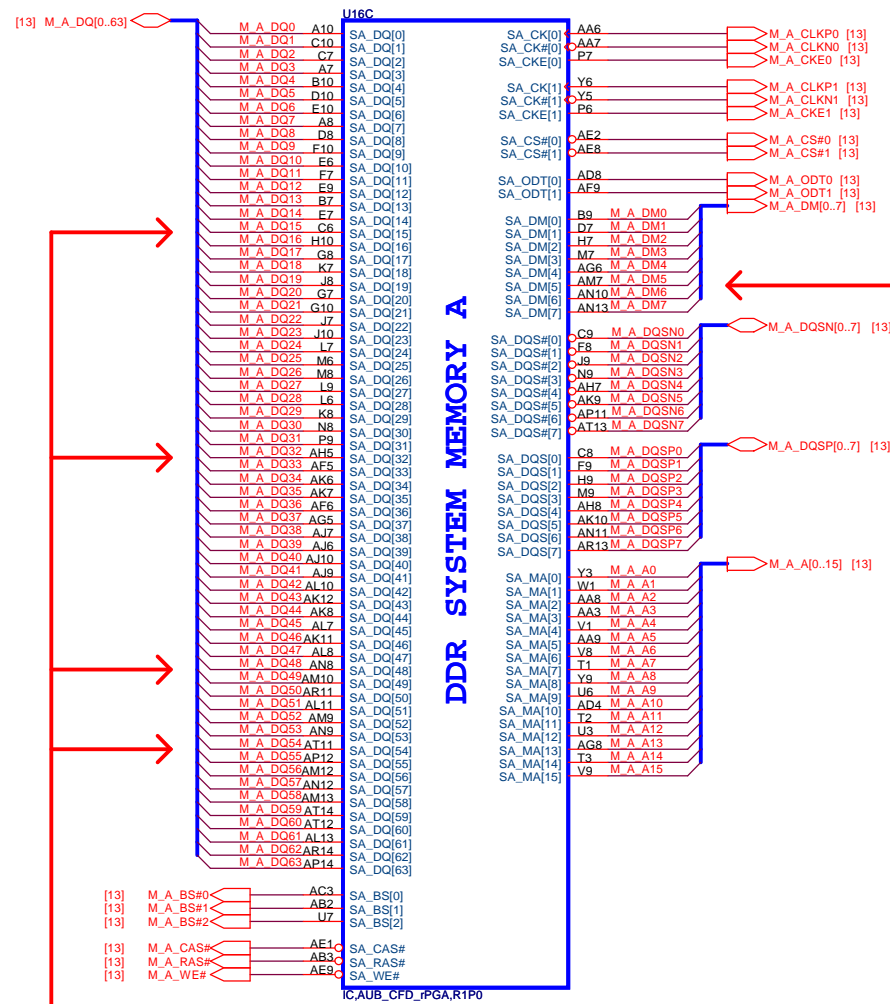 [13] M_A_DQ[0..63]
U16C
M_A_DQ0 A10 SA_DQ[0]
M_A_DQ1 C10 SA_DQ[1]
M_A_DQ2 C7 SA_DQ[2]
M_A_DQ3 A7 SA_DQ[3]
M_A_DQ4 B10 SA_DQ[4]
M_A_DQ5 D10 SA_DQ[5]
M_A_DQ6 E10 SA_DQ[6]
M_A_DQ7 A8 SA_DQ[7]
M_A_DQ8 D8 SA_DQ[8]
M_A_DQ9 F10 SA_DQ[9]
M_A_DQ10 E6 SA_DQ[10]
M_A_DQ11 F7 SA_DQ[11]
M_A_DQ12 E9 SA_DQ[12]
M_A_DQ13 B7 SA_DQ[13]
M_A_DQ14 E7 SA_DQ[14]
M_A_DQ15 C6 SA_DQ[15]
M_A_DQ16 H10 SA_DQ[16]
M_A_DQ17 G8 SA_DQ[17]
M_A_DQ18 K7 SA_DQ[18]
M_A_DQ19 J8 SA_DQ[19]
M_A_DQ20 G7 SA_DQ[20]
M_A_DQ21 G10 SA_DQ[21]
M_A_DQ22 J7 SA_DQ[22]
M_A_DQ23 J10 SA_DQ[23]
M_A_DQ24 L7 SA_DQ[24]
M_A_DQ25 M6 SA_DQ[25]
M_A_DQ26 M8 SA_DQ[26]
M_A_DQ27 L9 SA_DQ[27]
M_A_DQ28 L6 SA_DQ[28]
M_A_DQ29 K8 SA_DQ[29]
M_A_DQ30 N8 SA_DQ[30]
M_A_DQ31 P9 SA_DQ[31]
M_A_DQ32 AH5 SA_DQ[32]
M_A_DQ33 AF5 SA_DQ[33]
M_A_DQ34 AK6 SA_DQ[34]
M_A_DQ35 AK7 SA_DQ[35]
M_A_DQ36 AF6 SA_DQ[36]
M_A_DQ37 AG5 SA_DQ[37]
M_A_DQ38 AJ7 SA_DQ[38]
M_A_DQ39 AJ6 SA_DQ[39]
M_A_DQ40 AJ10 SA_DQ[40]
M_A_DQ41 AJ9 SA_DQ[41]
M_A_DQ42 AL10 SA_DQ[42]
M_A_DQ43 AK12 SA_DQ[43]
M_A_DQ44 AK8 SA_DQ[44]
M_A_DQ45 AL7 SA_DQ[45]
M_A_DQ46 AK11 SA_DQ[46]
M_A_DQ47 AL8 SA_DQ[47]
M_A_DQ48 AN8 SA_DQ[48]
M_A_DQ49 AM10 SA_DQ[49]
M_A_DQ50 AR11 SA_DQ[50]
M_A_DQ51 AL11 SA_DQ[51]
M_A_DQ52 AM9 SA_DQ[52]
M_A_DQ53 AN9 SA_DQ[53]
M_A_DQ54 AT11 SA_DQ[54]
M_A_DQ55 AP12 SA_DQ[55]
M_A_DQ56 AM12 SA_DQ[56]
M_A_DQ57 AN12 SA_DQ[57]
M_A_DQ58 AM13 SA_DQ[58]
M_A_DQ59 AT14 SA_DQ[59]
M_A_DQ60 AT12 SA_DQ[60]
M_A_DQ61 AL13 SA_DQ[61]
M_A_DQ62 AR14 SA_DQ[62]
M_A_DQ63 AP14 SA_DQ[63]
[13] M_A_BS#0 AC3 SA_BS[0]
[13] M_A_BS#1 AB2 SA_BS[1]
[13] M_A_BS#2 U7 SA_BS[2]
[13] M_A_CAS# AE1 SA_CAS#
[13] M_A_RAS# AB3 SA_RAS#
[13] M_A_WE# AE9 SA_WE#
DDR SYSTEM MEMORY A
SA_CK[0] AA6 M_A_CLKP0 [13]
SA_CK#[0] AA7 M_A_CLKN0 [13]
SA_CKE[0] P7 M_A_CKE0 [13]
SA_CK[1] Y6 M_A_CLKP1 [13]
SA_CK#[1] Y5 M_A_CLKN1 [13]
SA_CKE[1] P6 M_A_CKE1 [13]
SA_CS#[0] AE2 M_A_CS#0 [13]
SA_CS#[1] AE8 M_A_CS#1 [13]
SA_ODT[0] AD8 M_A_ODT0 [13]
SA_ODT[1] AF9 M_A_ODT1 [13]
M_A_DM[0..7] [13]
SA_DM[0] B9 M_A_DM0
SA_DM[1] D7 M_A_DM1
SA_DM[2] H7 M_A_DM2
SA_DM[3] M7 M_A_DM3
SA_DM[4] AG6 M_A_DM4
SA_DM[5] AM7 M_A_DM5
SA_DM[6] AN10 M_A_DM6
SA_DM[7] AN13 M_A_DM7
M_A_DQSN[0..7] [13]
SA_DQS#[0] C9 M_A_DQSN0
SA_DQS#[1] F8 M_A_DQSN1
SA_DQS#[2] J9 M_A_DQSN2
SA_DQS#[3] N9 M_A_DQSN3
SA_DQS#[4] AH7 M_A_DQSN4
SA_DQS#[5] AK9 M_A_DQSN5
SA_DQS#[6] AP11 M_A_DQSN6
SA_DQS#[7] AT13 M_A_DQSN7
M_A_DQSP[0..7] [13]
SA_DQS[0] C8 M_A_DQSP0
SA_DQS[1] F9 M_A_DQSP1
SA_DQS[2] H9 M_A_DQSP2
SA_DQS[3] M9 M_A_DQSP3
SA_DQS[4] AH8 M_A_DQSP4
SA_DQS[5] AK10 M_A_DQSP5
SA_DQS[6] AN11 M_A_DQSP6
SA_DQS[7] AR13 M_A_DQSP7
M_A_A[0..15] [13]
SA_MA[0] Y3 M_A_A0
SA_MA[1] W1 M_A_A1
SA_MA[2] AA8 M_A_A2
SA_MA[3] AA3 M_A_A3
SA_MA[4] V1 M_A_A4
SA_MA[5] AA9 M_A_A5
SA_MA[6] V8 M_A_A6
SA_MA[7] T1 M_A_A7
SA_MA[8] Y9 M_A_A8
SA_MA[9] U6 M_A_A9
SA_MA[10] AD4 M_A_A10
SA_MA[11] T2 M_A_A11
SA_MA[12] U3 M_A_A12
SA_MA[13] AG8 M_A_A13
SA_MA[14] T3 M_A_A14
SA_MA[15] V9 M_A_A15
IC,AUB_CFD_rPGA,R1P0